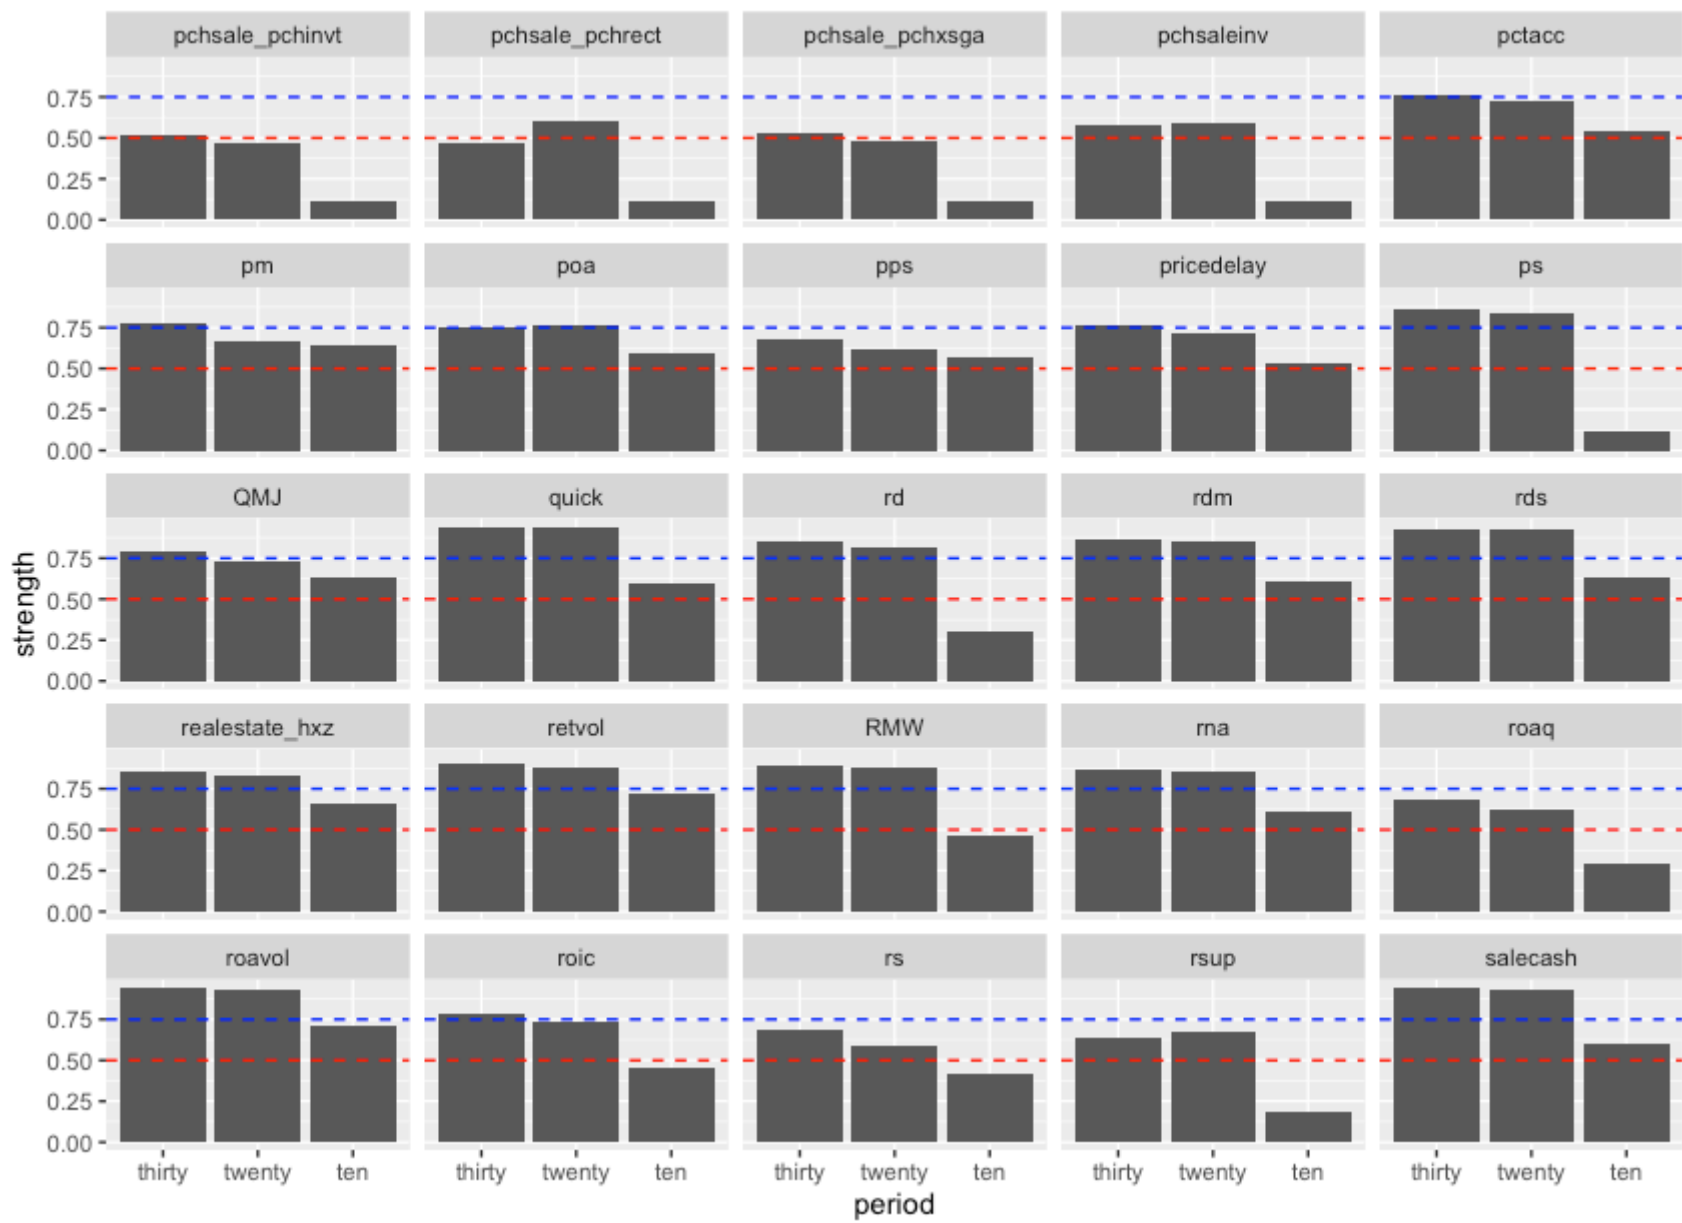 pchsale_pchinvt pchsale_pchrect pchsale_pchxsga pchsaleinv pctacc
0.75
0.50
0.25
0.00
pm poa pps pricedelay ps
0.75
0.50
0.25
0.00
QMJ quick rd rdm rds
0.75
0.50
0.25
0.00
strength
realestate_hxz retvol RMW rna roaq
0.75
0.50
0.25
0.00
roavol roic rs rsup salecash
0.75
0.50
0.25
0.00
thirty twenty ten thirty twenty ten thirty twenty ten thirty twenty ten thirty twenty ten
period